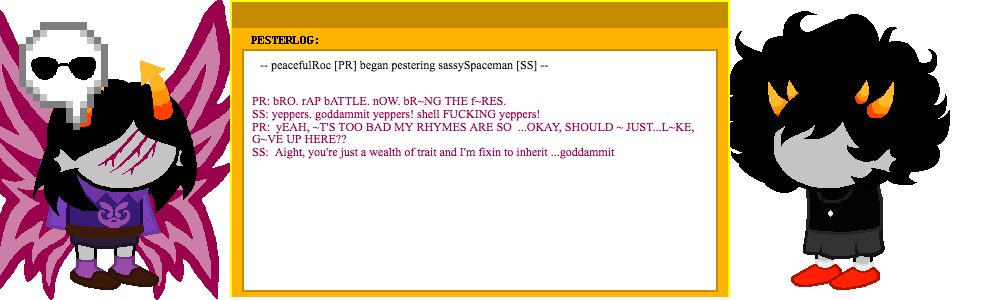 PESTERLOG:
-- peacefulRoc [PR] began pestering sassySpaceman [SS] --
PR: bRO. rAP bATTLE. nOW. bR~NG THE f~RES.
SS: yeppers. goddammit yeppers! shell FUCKING yeppers!
PR:  yEAH, ~T'S TOO BAD MY RHYMES ARE SO  ...OKAY, SHOULD ~ JUST...L~KE,
G~VE UP HERE??
SS:  Aight, you're just a wealth of trait and I'm fixin to inherit ...goddammit